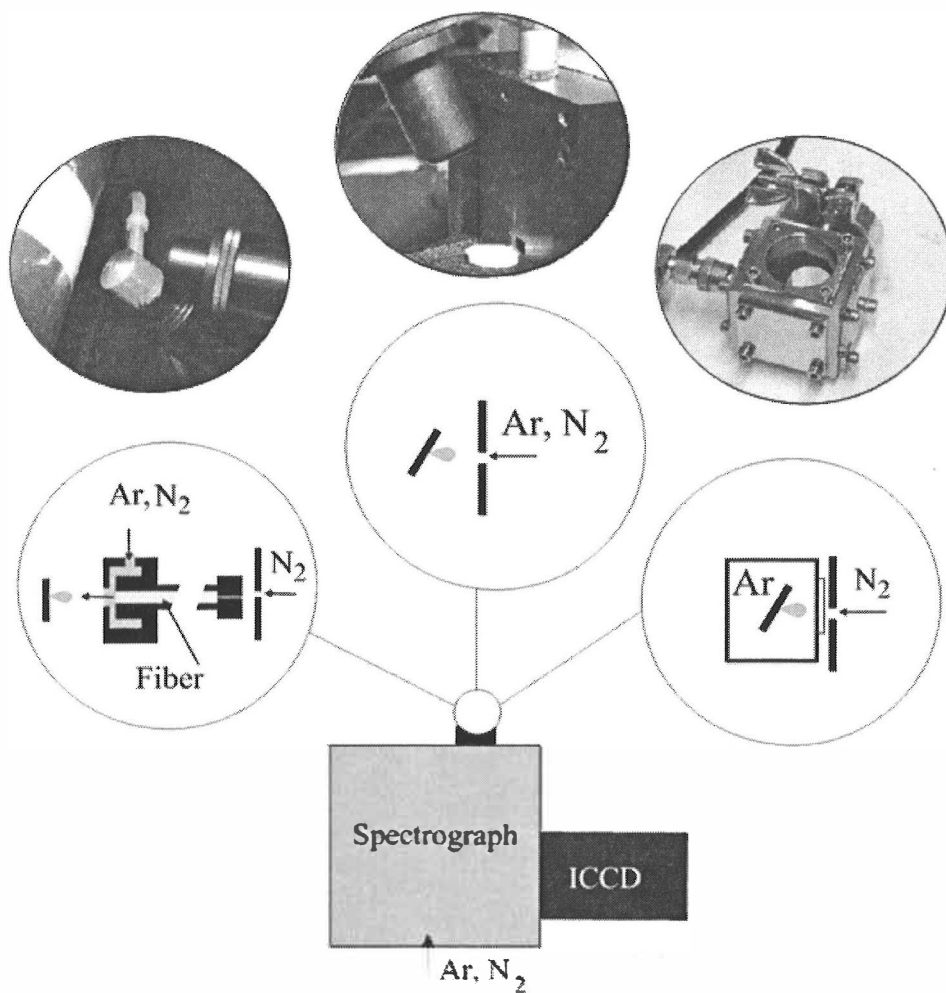 Ar, N2
Ar, N2
N2
Fiber
Ar
N2
Spectrograph
ICCD
Ar, N2